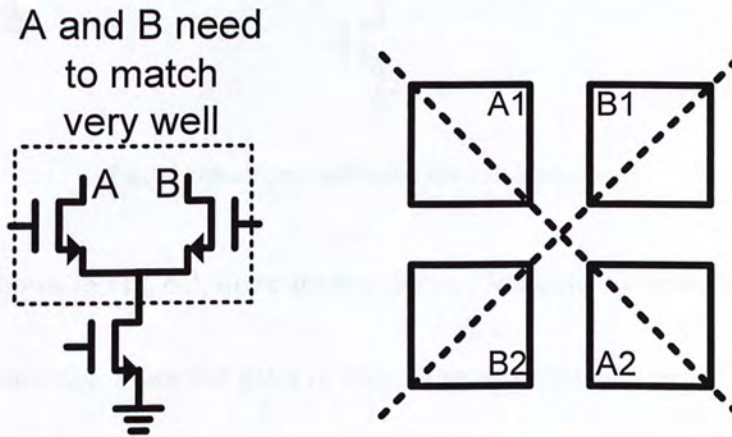 A and B need
to match
very well
A B
A1 B1
B2 A2